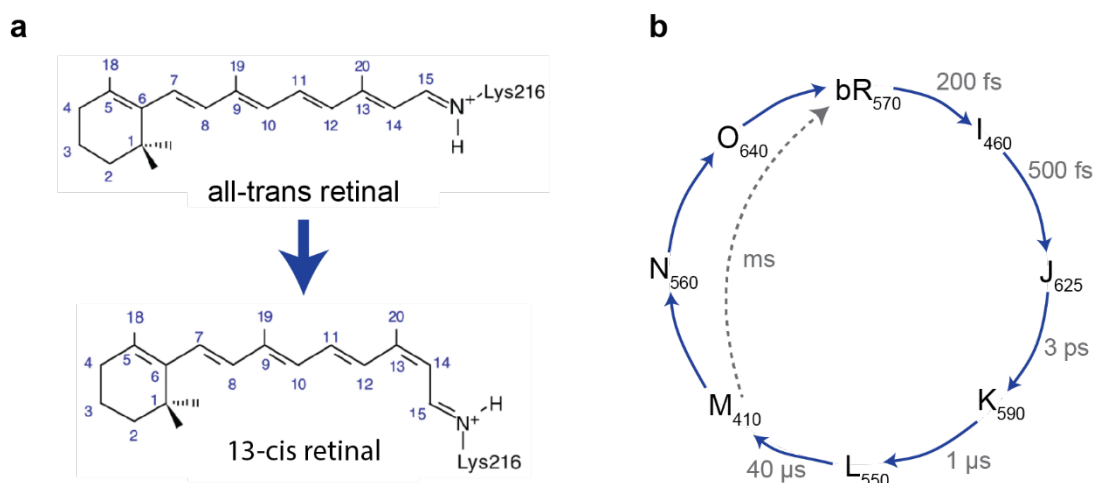 a
18
19
20
7
11
15
Lys216
4
5
6
9
13
N+
8
10
12
14
H
3
1
2
all-trans retinal
18
19
20
7
11
4
5
9
13
14
6
8
10
12
H
3
1
15
N+
2
13-cis retinal
Lys216
b
bR570
200 fs
I460
O640
500 fs
N560
ms
J625
3 ps
M410
K590
40 µs
L550
1 µs